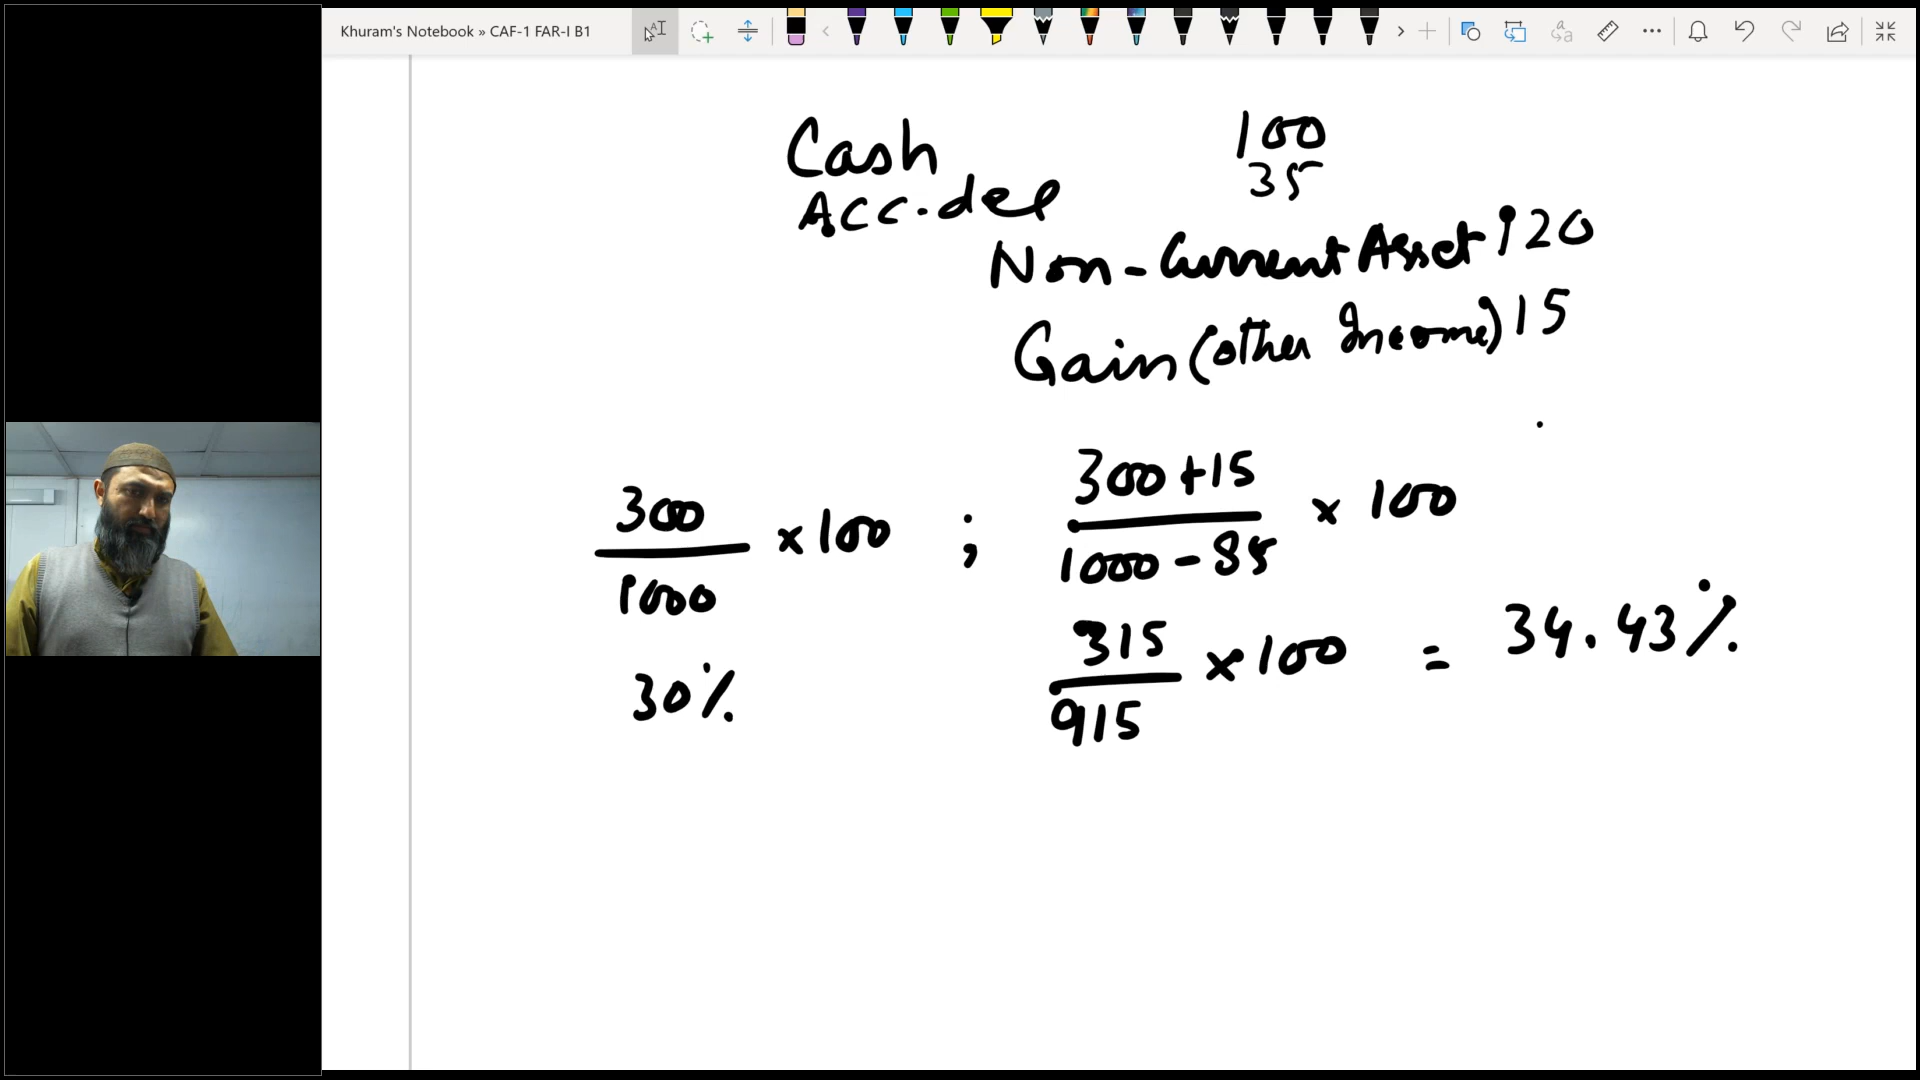 Khuram's Notebook » CAF-1 FAR-I B1
Cash 100
Acc. dep 35
Non-Current Asset 120
Gain (other Income) 15
300 / 1000 × 100 ; 300+15 / 1000-85 × 100
30% 315 / 915 × 100 = 34.43%